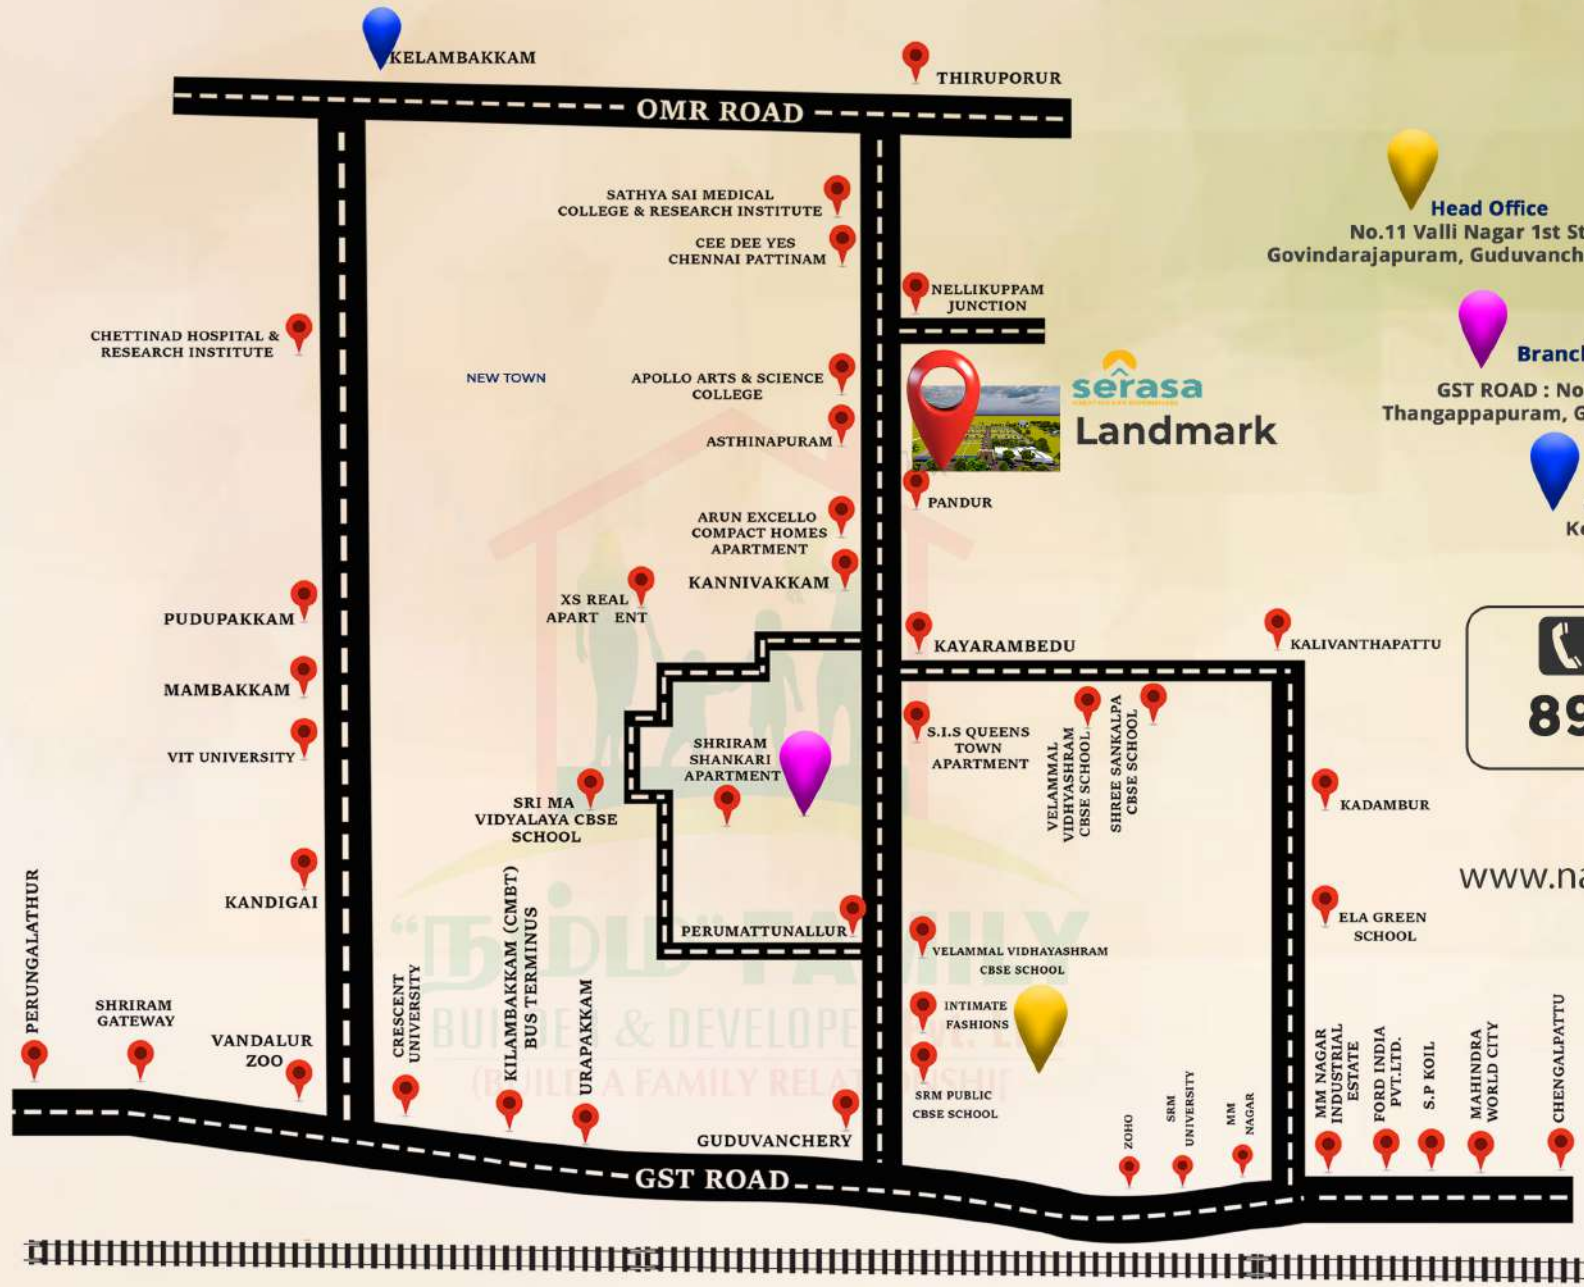 KELAMBAKKAM
THIRUPORUR
OMR ROAD
SATHYA SAI MEDICAL
COLLEGE & RESEARCH INSTITUTE
CEE DEE YES
CHENNAI PATTINAM
Head Office
No.11 Valli Nagar 1st St
Govindarajapuram, Guduvanch
NELLIKUPPAM
JUNCTION
CHETTINAD HOSPITAL &
RESEARCH INSTITUTE
NEW TOWN
APOLLO ARTS & SCIENCE
COLLEGE
sêrasa
Landmark
Branch
GST ROAD : No
Thangappapuram, G
ASTHINAPURAM
PANDUR
ARUN EXCELLO
COMPACT HOMES
APARTMENT
Ke
KANNIVAKKAM
XS REAL
APART ENT
PUDUPAKKAM
KAYARAMBEDU
KALIVANTHAPATTU
MAMBAKKAM
VIT UNIVERSITY
SHRIRAM
SHANKARI
APARTMENT
S.I.S QUEENS
TOWN
APARTMENT
VELAMMAL
VIDHYASHRAM
CBSE SCHOOL
SHREE SANKALPA
CBSE SCHOOL
89
SRI MA
VIDYALAYA CBSE
SCHOOL
KADAMBUR
www.na
KANDIGAI
PERUMATTUNALLUR
ELA GREEN
SCHOOL
VELAMMAL VIDHAYASHRAM
CBSE SCHOOL
"நம்ம" FAMILY
INTIMATE
FASHIONS
PERUNGALATHUR
SHRIRAM
GATEWAY
VANDALUR
ZOO
CRESCENT
UNIVERSITY
KILAMBAKKAM (CMBT)
BUS TERMINUS
URAPAKKAM
GUDUVANCHERY
SRM PUBLIC
CBSE SCHOOL
ZOHO
SRM
UNIVERSITY
MM
NAGAR
MM NAGAR
INDUSTRIAL
ESTATE
FORD INDIA
PVT.LTD.
S.P KOIL
MAHINDRA
WORLD CITY
CHENGALPATTU
GST ROAD